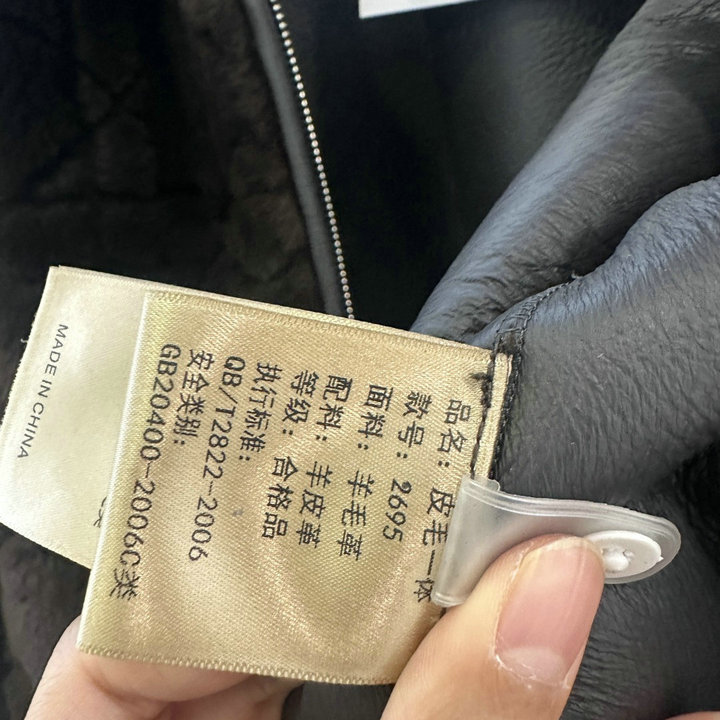 品名：皮毛一体
款号：2695
面料：羊毛革
配料：羊皮革
等级：合格品
执行标准：
QB/T2822-2006
安全类别：
GB20400-2006C类
MADE IN CHINA